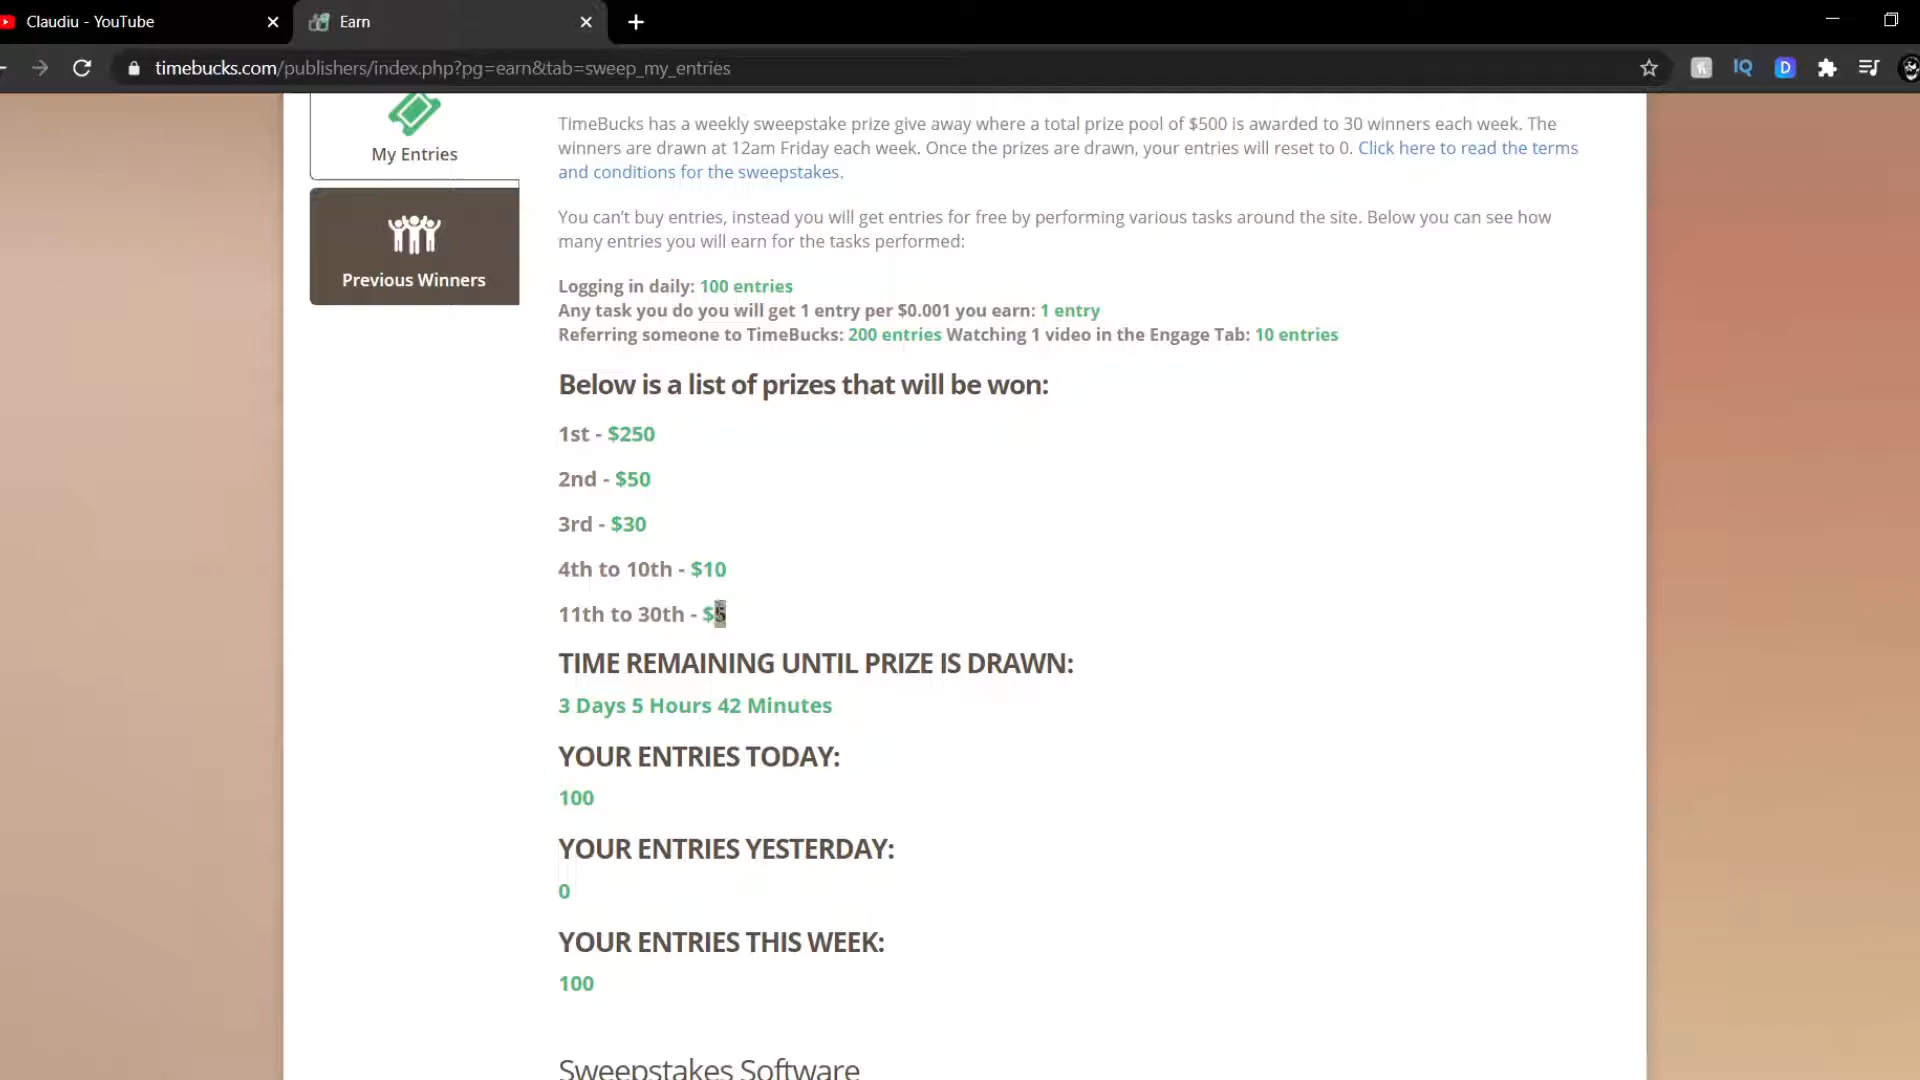 Claudiu - YouTube
Earn
timebucks.com/publishers/index.php?pg=earn&tab=sweep_my_entries
IQ
D
My Entries
Previous Winners
TimeBucks has a weekly sweepstake prize give away where a total prize pool of $500 is awarded to 30 winners each week. The
winners are drawn at 12am Friday each week. Once the prizes are drawn, your entries will reset to 0. Click here to read the terms
and conditions for the sweepstakes.
You can't buy entries, instead you will get entries for free by performing various tasks around the site. Below you can see how
many entries you will earn for the tasks performed:
Logging in daily: 100 entries
Any task you do you will get 1 entry per $0.001 you earn: 1 entry
Referring someone to TimeBucks: 200 entries Watching 1 video in the Engage Tab: 10 entries
Below is a list of prizes that will be won:
1st - $250
2nd - $50
3rd - $30
4th to 10th - $10
11th to 30th - $5
TIME REMAINING UNTIL PRIZE IS DRAWN:
3 Days 5 Hours 42 Minutes
YOUR ENTRIES TODAY:
100
YOUR ENTRIES YESTERDAY:
0
YOUR ENTRIES THIS WEEK:
100
Sweepstakes Software